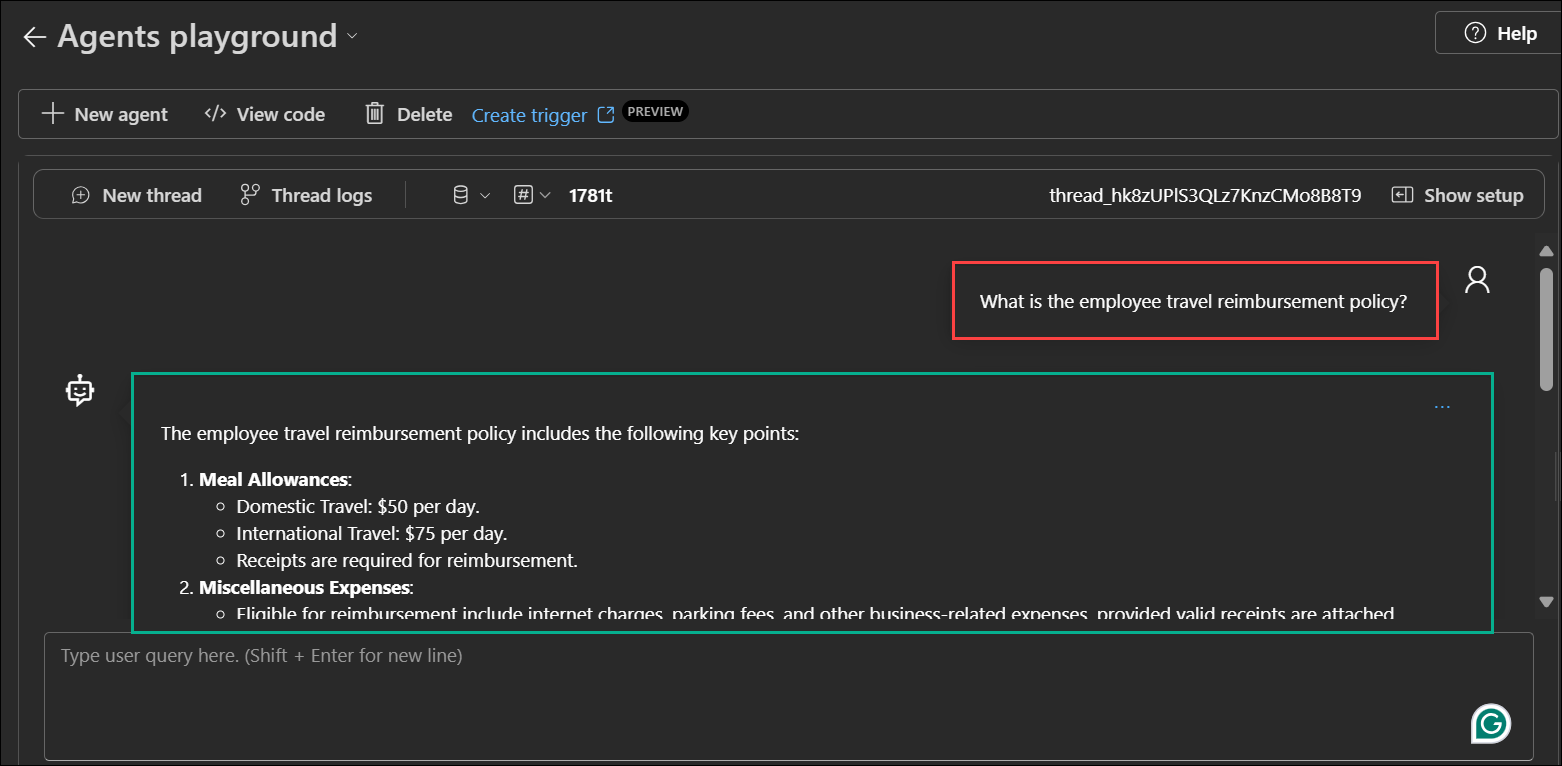 Agents playground
Help
New agent
View code
Delete
Create trigger
PREVIEW
New thread
Thread logs
1781t
thread_hk8zUPlS3QLz7KnzCMo8B8T9
Show setup
What is the employee travel reimbursement policy?
...
The employee travel reimbursement policy includes the following key points:
1. Meal Allowances:
Domestic Travel: $50 per day.
International Travel: $75 per day.
Receipts are required for reimbursement.
2. Miscellaneous Expenses:
Eligible for reimbursement include internet charges, parking fees, and other business-related expenses, provided valid receipts are attached
Type user query here. (Shift + Enter for new line)